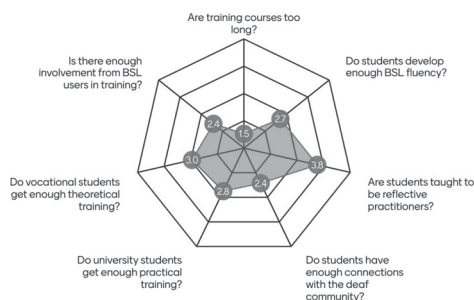 Are training courses too
long?
Is there enough
involvement from BSL
users in training?
Do students develop
enough BSL fluency?
1.5
2.4
2.7
3.0
3.8
2.8
2.4
Do vocational students
get enough theoretical
training?
Are students taught to
be reflective
practitioners?
Do university students
get enough practical
training?
Do students have
enough connections
with the deaf
community?